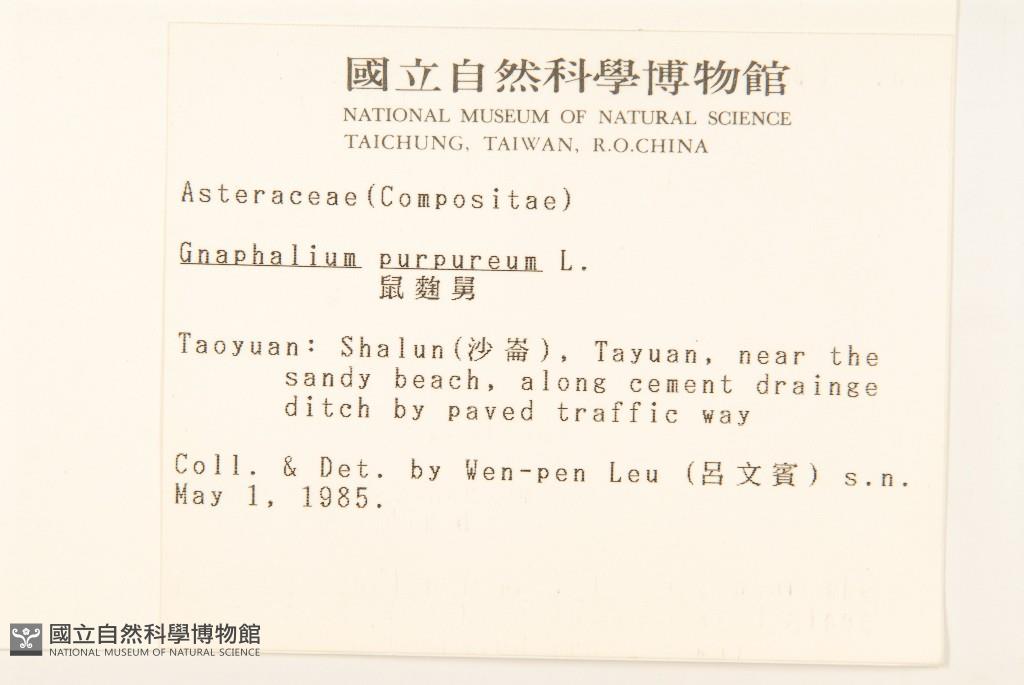 國立自然科學博物館
NATIONAL MUSEUM OF NATURAL SCIENCE
TAICHUNG, TAIWAN, R.O.CHINA
Asteraceae(Compositae)
Gnaphalium purpureum L.
鼠麴舅
Taoyuan: Shalun(沙崙), Tayuan, near the
sandy beach, along cement drainge
ditch by paved traffic way
Coll. & Det. by Wen-pen Leu (呂文賓) s.n.
May 1, 1985.
國立自然科學博物館
NATIONAL MUSEUM OF NATURAL SCIENCE